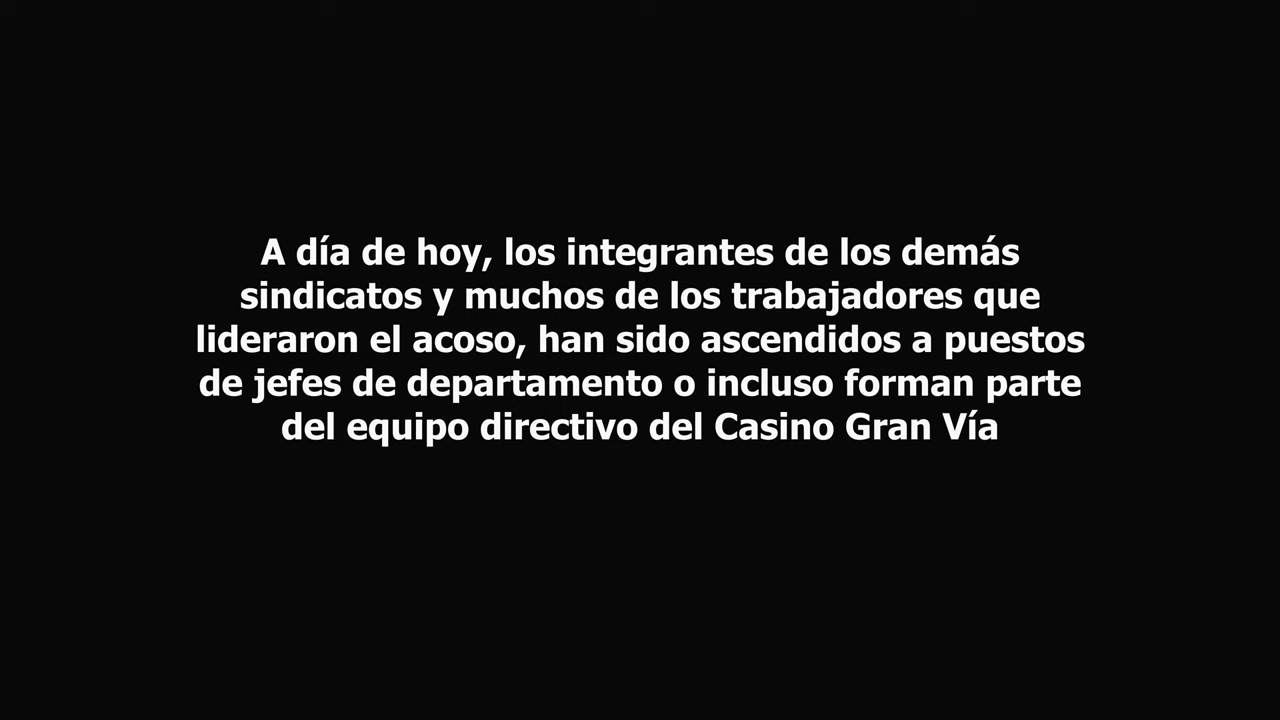 A día de hoy, los integrantes de los demás
sindicatos y muchos de los trabajadores que
lideraron el acoso, han sido ascendidos a puestos
de jefes de departamento o incluso forman parte
del equipo directivo del Casino Gran Vía